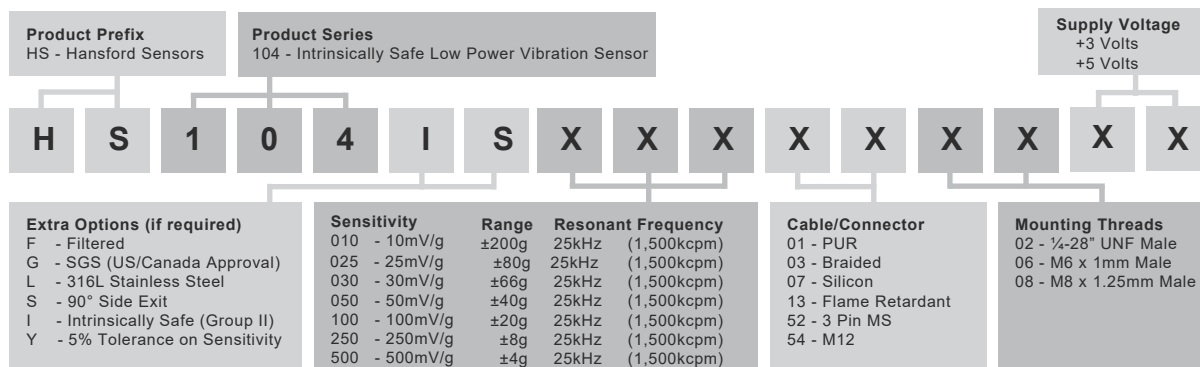 Product Prefix
HS - Hansford Sensors
Product Series
104 - Intrinsically Safe Low Power Vibration Sensor
Supply Voltage
+3 Volts
+5 Volts
H S 1 0 4 I S X X X X X X X X X
Extra Options (if required)
F - Filtered
G - SGS (US/Canada Approval)
L - 316L Stainless Steel
S - 90° Side Exit
I - Intrinsically Safe (Group II)
Y - 5% Tolerance on Sensitivity
Sensitivity Range Resonant Frequency
010 - 10mV/g ±200g 25kHz (1,500kcpm)
025 - 25mV/g ±80g 25kHz (1,500kcpm)
030 - 30mV/g ±66g 25kHz (1,500kcpm)
050 - 50mV/g ±40g 25kHz (1,500kcpm)
100 - 100mV/g ±20g 25kHz (1,500kcpm)
250 - 250mV/g ±8g 25kHz (1,500kcpm)
500 - 500mV/g ±4g 25kHz (1,500kcpm)
Cable/Connector
01 - PUR
03 - Braided
07 - Silicon
13 - Flame Retardant
52 - 3 Pin MS
54 - M12
Mounting Threads
02 - ¼-28” UNF Male
06 - M6 x 1mm Male
08 - M8 x 1.25mm Male